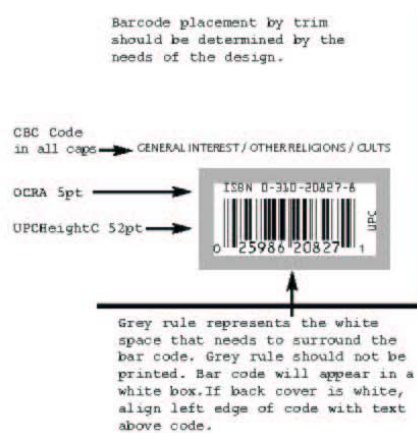 Barcode placement by trim
should be determined by the
needs of the design.
CBC Code
in all caps
GENERAL INTEREST / OTHER RELIGIONS / CULTS
OCRA 5pt
ISBN 0-310-20827-6
UPCHeightC 52pt
UPC
0 25986 20827 1
Grey rule represents the white
space that needs to surround the
bar code. Grey rule should not be
printed. Bar code will appear in a
white box.If back cover is white,
align left edge of code with text
above code.